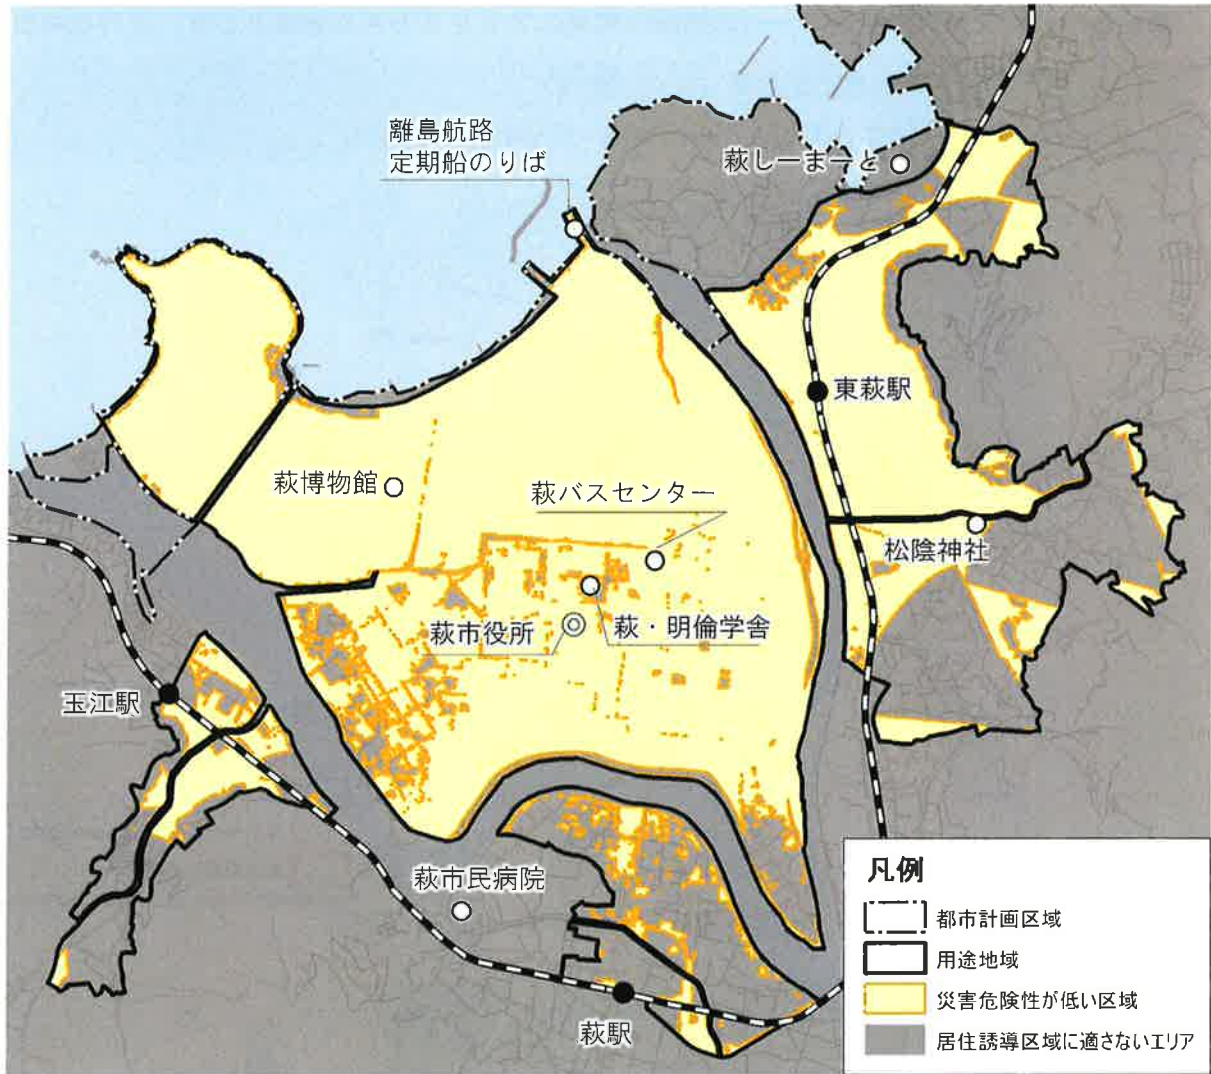 離島航路
定期船のりば
萩しーまーと
東萩駅
萩博物館
萩バスセンター
松陰神社
萩市役所
萩・明倫学舎
玉江駅
萩市民病院
萩駅
凡例
都市計画区域
用途地域
災害危険性が低い区域
居住誘導区域に適さないエリア